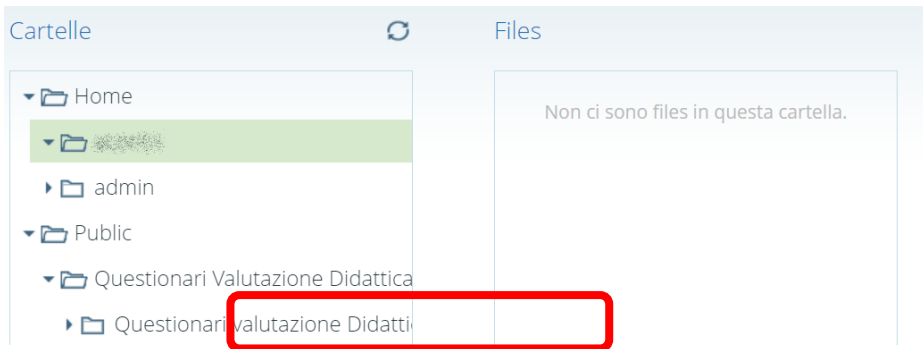 Cartelle
Files
Home
Non ci sono files in questa cartella.
admin
Public
Questionari Valutazione Didattica
Questionari valutazione Didatti